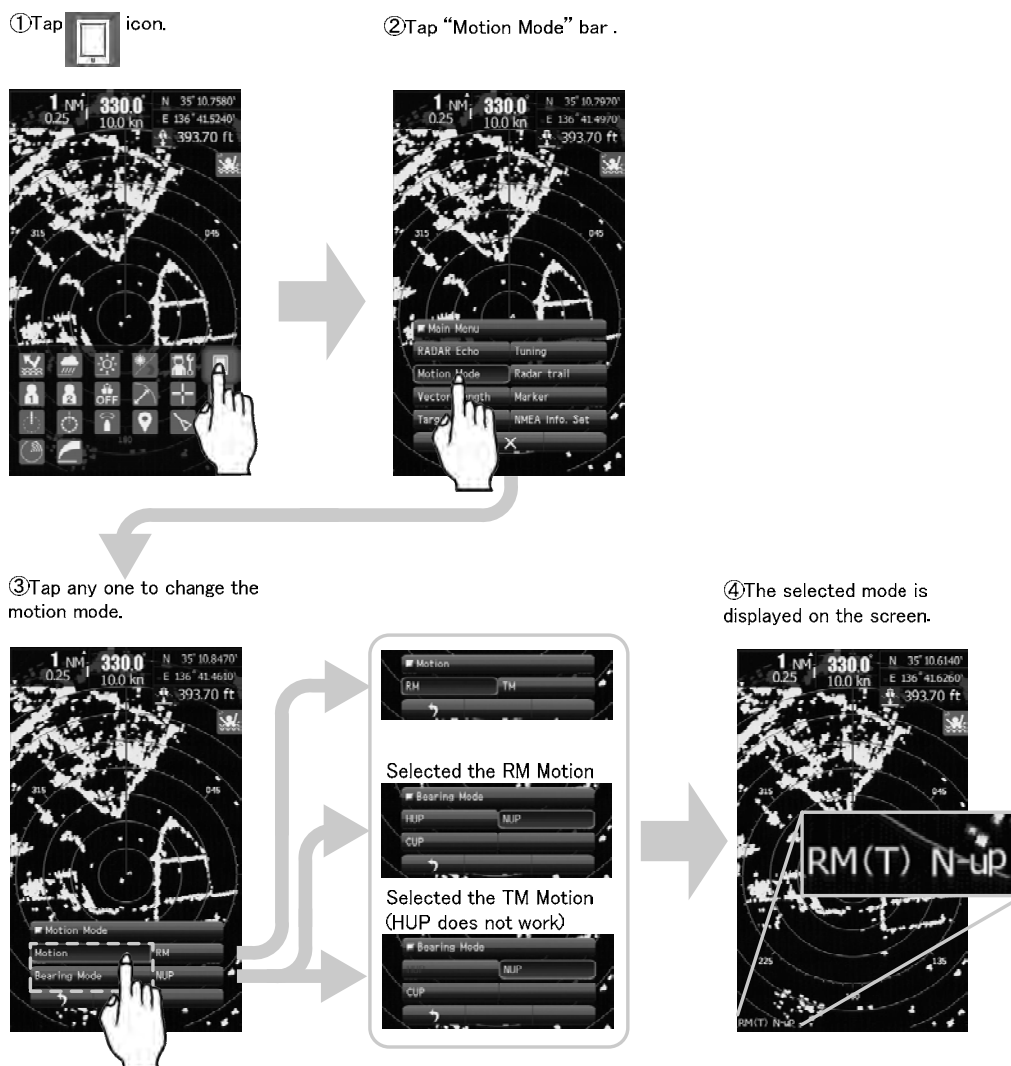 ①Tap icon.
②Tap “Motion Mode” bar .
1 NM
0.25
330.0°
10.0 kn
N 35°10.7580'
E 136°41.5240'
393.70 ft
315
045
OFF
1
2
180
1 NM
0.25
330.0°
10.0 kn
N 35°10.7970'
E 136°41.4970'
393.70 ft
315
045
Main Menu
RADAR Echo Tuning
Motion Mode Radar trail
Marker
NMEA Info. Set
X
③Tap any one to change the
motion mode.
1 NM
0.25
330.0°
10.0 kn
N 35°10.8470'
E 136°41.4610'
393.70 ft
315
045
Motion Mode
Motion RM
Bearing Mode NUP
Motion
RM TM
Selected the RM Motion
Bearing Mode
HUP NUP
CUP
Selected the TM Motion
(HUP does not work)
Bearing Mode
NUP
CUP
④The selected mode is
displayed on the screen.
1 NM
0.25
330.0°
10.0 kn
N 35°10.6140'
E 136°41.6260'
393.70 ft
315
045
RM(T) N-up
225
135
RM(T) N-up